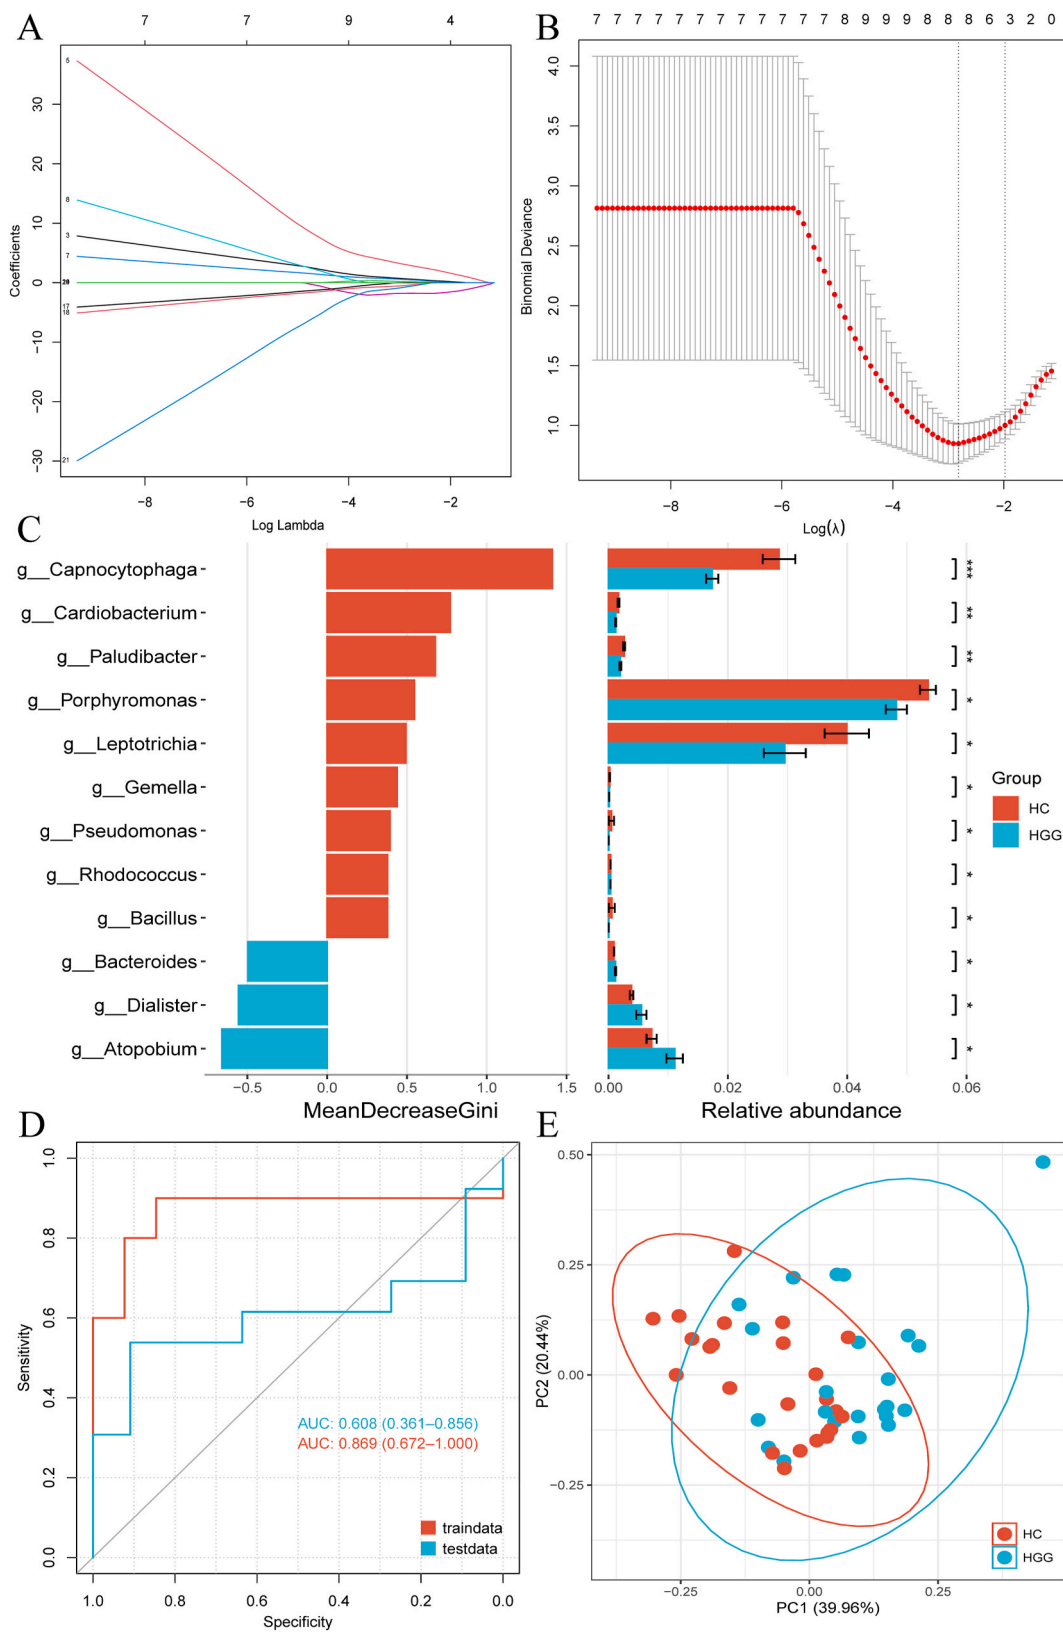 A
7 7 9 4
Coefficients
30
20
10
0
−10
−20
−30
5
8
3
7
17
18
21
−8 −6 −4 −2
Log Lambda
B
7 7 7 7 7 7 7 7 7 8 9 9 9 8 8 6 3 2 0
Binomial Deviance
4.0
3.5
3.0
2.5
2.0
1.5
1.0
−8 −6 −4 −2
Log(λ)
C
g__Capnocytophaga
g__Cardiobacterium
g__Paludibacter
g__Porphyromonas
g__Leptotrichia
g__Gemella
g__Pseudomonas
g__Rhodococcus
g__Bacillus
g__Bacteroides
g__Dialister
g__Atopobium
−0.5 0.0 0.5 1.0 1.5
MeanDecreaseGini
***
**
**
*
*
*
*
*
*
*
*
*
0.00 0.02 0.04 0.06
Relative abundance
Group
HC
HGG
D
Sensitivity
1.0
0.8
0.6
0.4
0.2
0.0
AUC: 0.608 (0.361–0.856)
AUC: 0.869 (0.672–1.000)
traindata
testdata
1.0 0.8 0.6 0.4 0.2 0.0
Specificity
E
PC2 (20.44%)
0.50
0.25
0.00
−0.25
HC
HGG
−0.25 0.00 0.25
PC1 (39.96%)